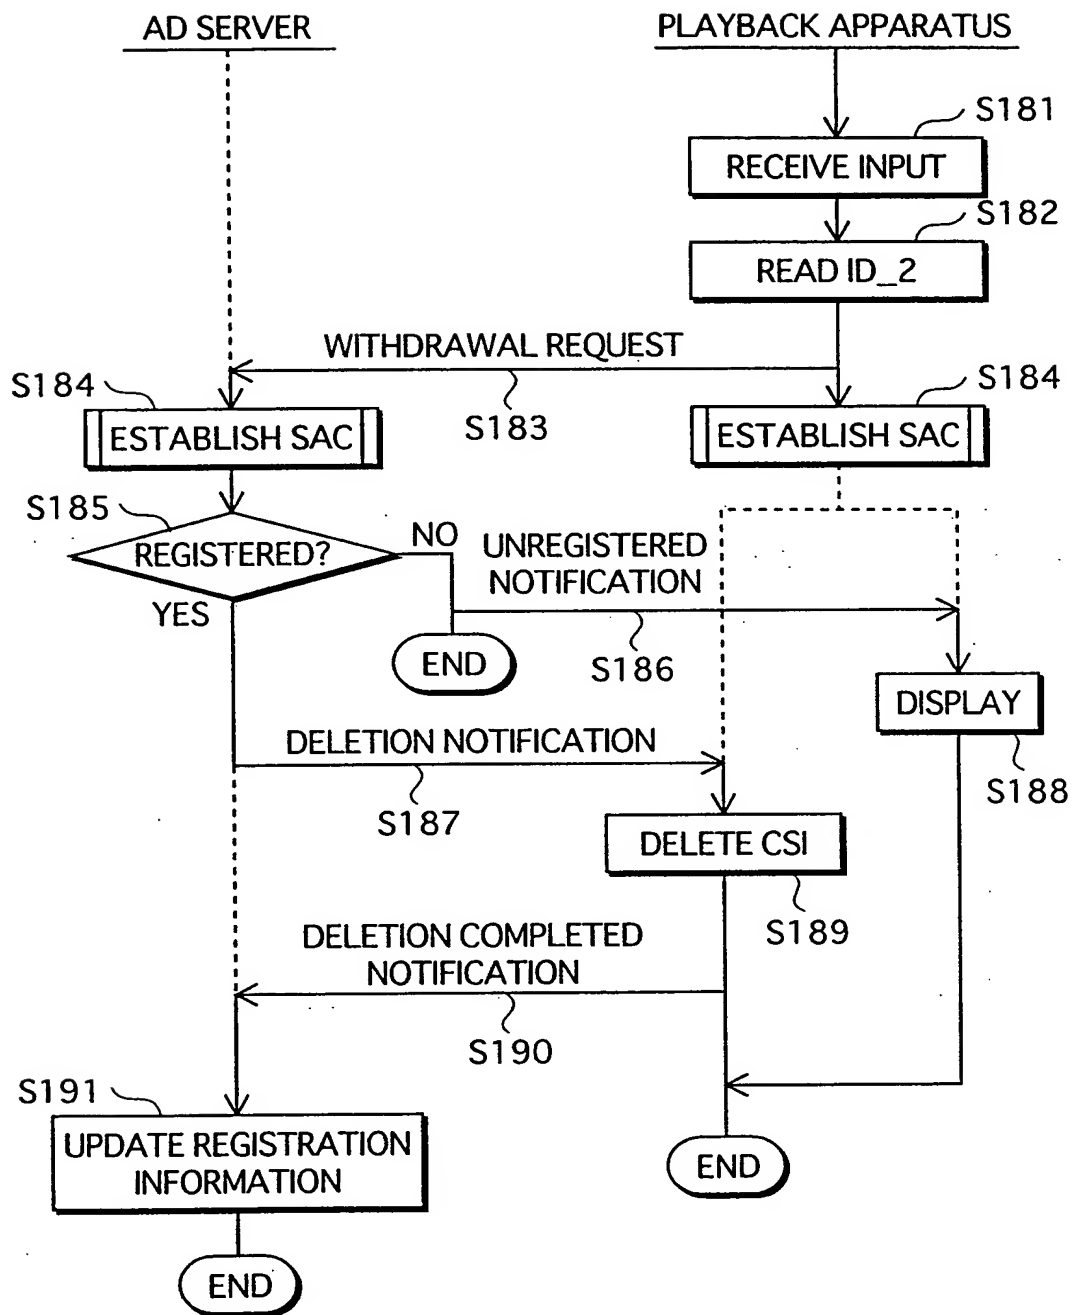 AD SERVER
PLAYBACK APPARATUS
S181
RECEIVE INPUT
S182
READ ID_2
WITHDRAWAL REQUEST
S183
S184
ESTABLISH SAC
S184
ESTABLISH SAC
S185
REGISTERED?
NO
YES
UNREGISTERED
NOTIFICATION
END
S186
DISPLAY
S188
DELETION NOTIFICATION
S187
DELETE CSI
S189
DELETION COMPLETED
NOTIFICATION
S190
S191
UPDATE REGISTRATION
INFORMATION
END
END